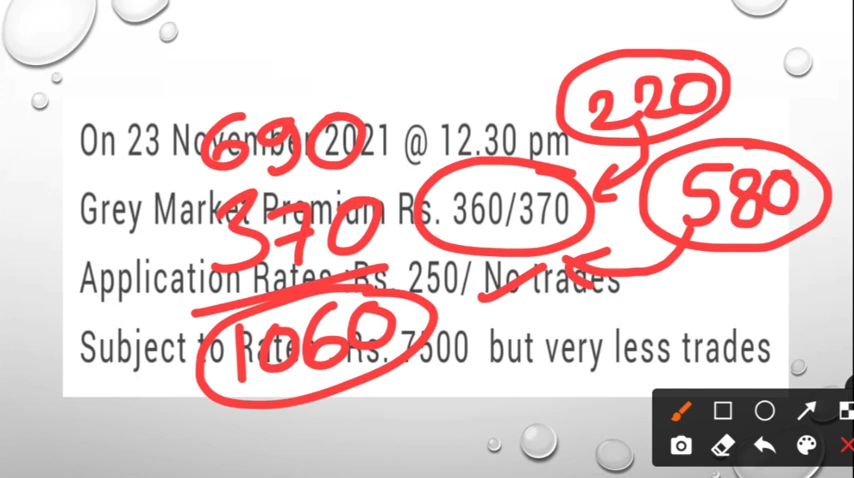 220
On 23 November 2021 @ 12.30 pm
690
580
Grey Market Premium Rs. 360/370
370
Application Rates :Rs. 250/ No trades
1060
Subject to Rates Rs. 7500 but very less trades